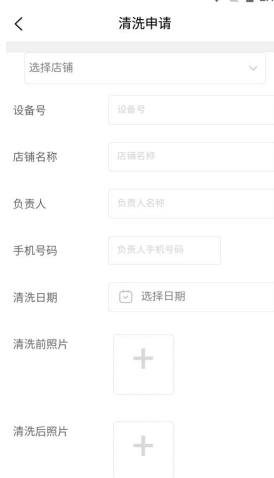 清洗申请
选择店铺
设备号 设备号
店铺名称 店铺名称
负责人 负责人名称
手机号码 负责人手机号码
清洗日期 选择日期
清洗前照片
清洗后照片